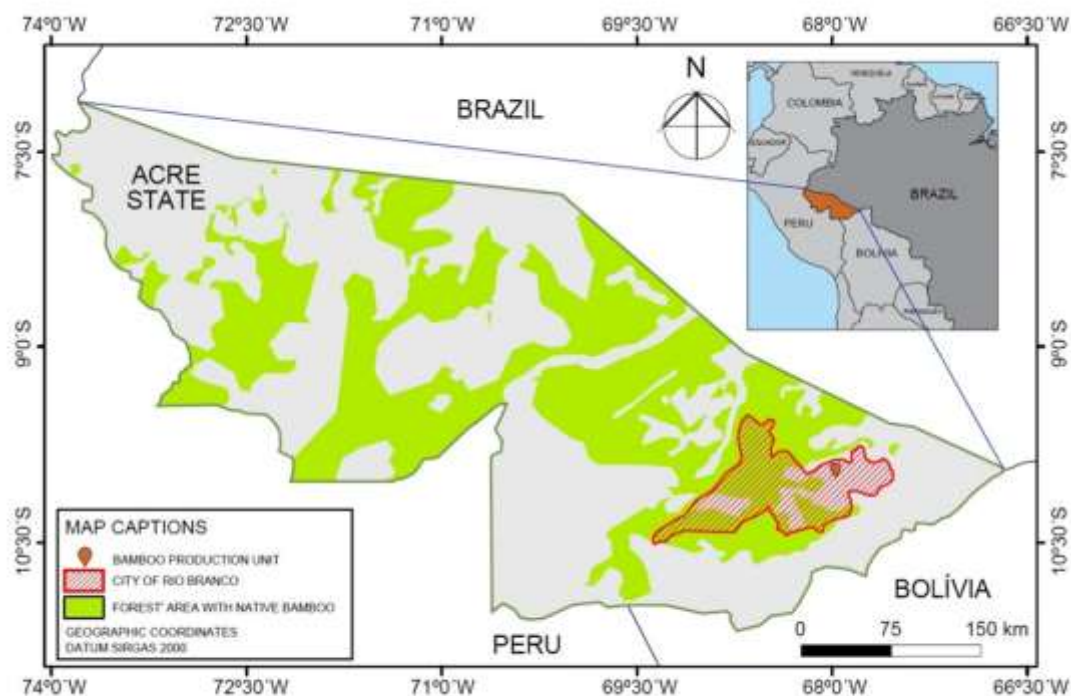 74°0'W 72°30'W 71°0'W 69°30'W 68°0'W 66°30'W
N
BRAZIL
ACRE
STATE
7°30'S
7°30'S
9°0'S
9°0'S
10°30'S
10°30'S
VENEZUELA
COLOMBIA
BRAZIL
PERU
BOLÍVIA
MAP CAPTIONS
BAMBOO PRODUCTION UNIT
CITY OF RIO BRANCO
FOREST' AREA WITH NATIVE BAMBOO
GEOGRAPHIC COORDINATES
DATUM SIRGAS 2000
PERU
BOLÍVIA
0 75 150 km
74°0'W 72°30'W 71°0'W 69°30'W 68°0'W 66°30'W